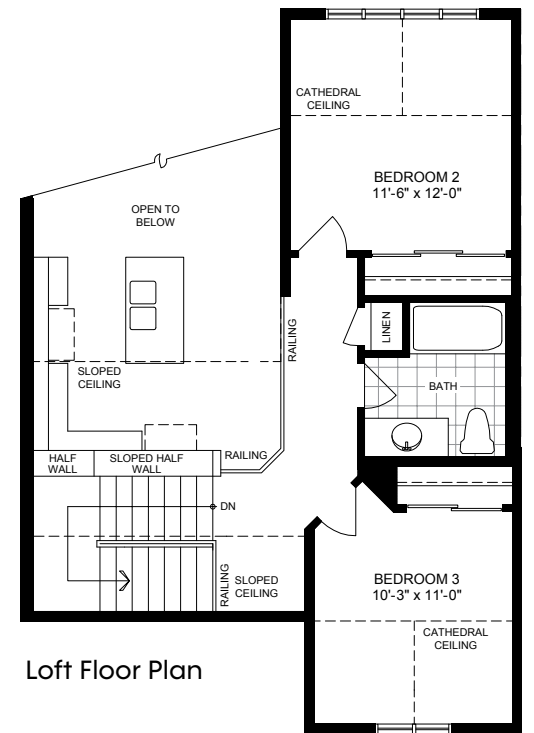 CATHEDRAL
CEILING
BEDROOM 2
11'-6" x 12'-0"
OPEN TO
BELOW
RAILING
LINEN
SLOPED
CEILING
BATH
HALF
WALL
SLOPED HALF
WALL
RAILING
DN
RAILING
SLOPED
CEILING
BEDROOM 3
10'-3" x 11'-0"
CATHEDRAL
CEILING
Loft Floor Plan